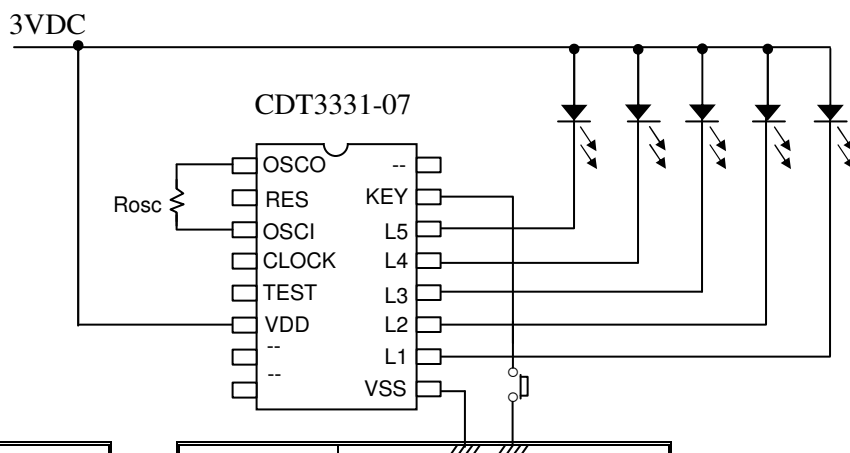 3VDC
CDT3331-07
OSCO
RES
OSCI
CLOCK
TEST
VDD
--
--
Rosc
--
KEY
L5
L4
L3
L2
L1
VSS